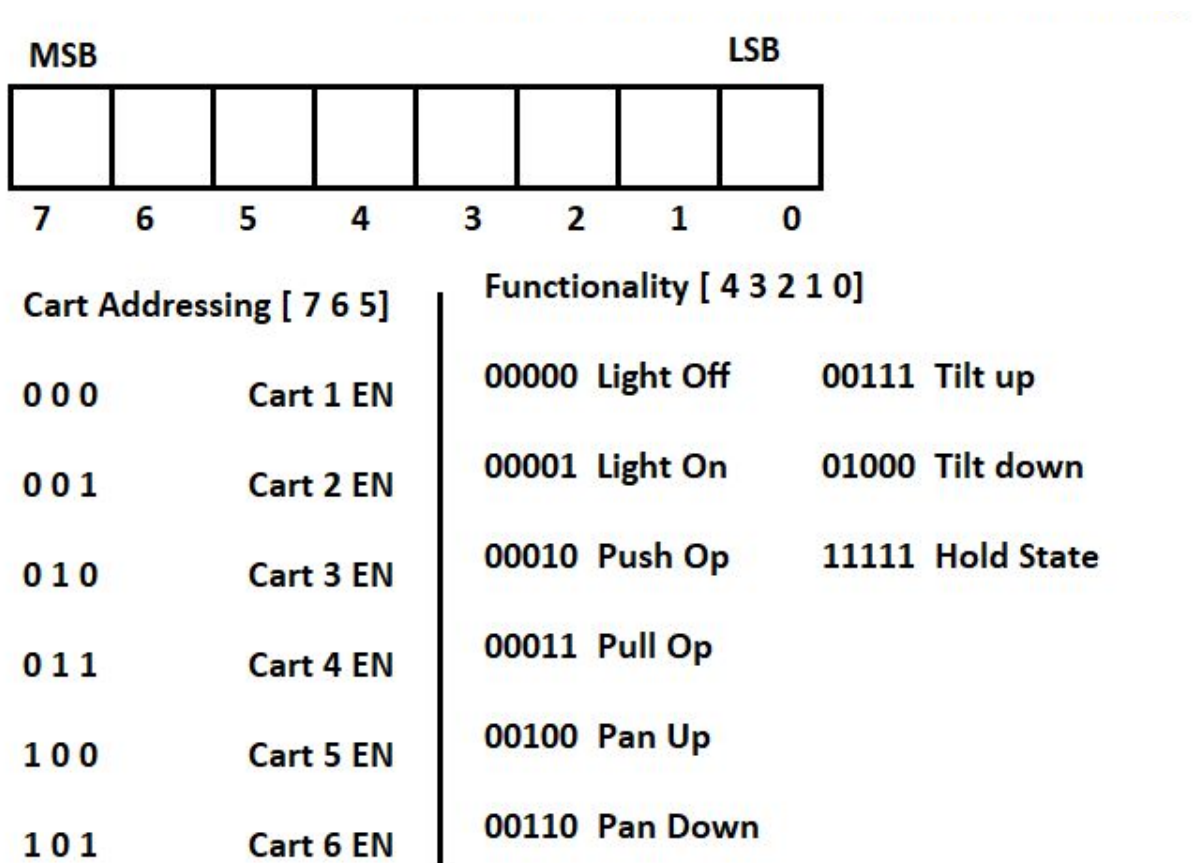 MSB LSB
7 6 5 4 3 2 1 0
Cart Addressing [ 7 6 5]
0 0 0 Cart 1 EN
0 0 1 Cart 2 EN
0 1 0 Cart 3 EN
0 1 1 Cart 4 EN
1 0 0 Cart 5 EN
1 0 1 Cart 6 EN
Functionality [ 4 3 2 1 0]
00000 Light Off 00111 Tilt up
00001 Light On 01000 Tilt down
00010 Push Op 11111 Hold State
00011 Pull Op
00100 Pan Up
00110 Pan Down